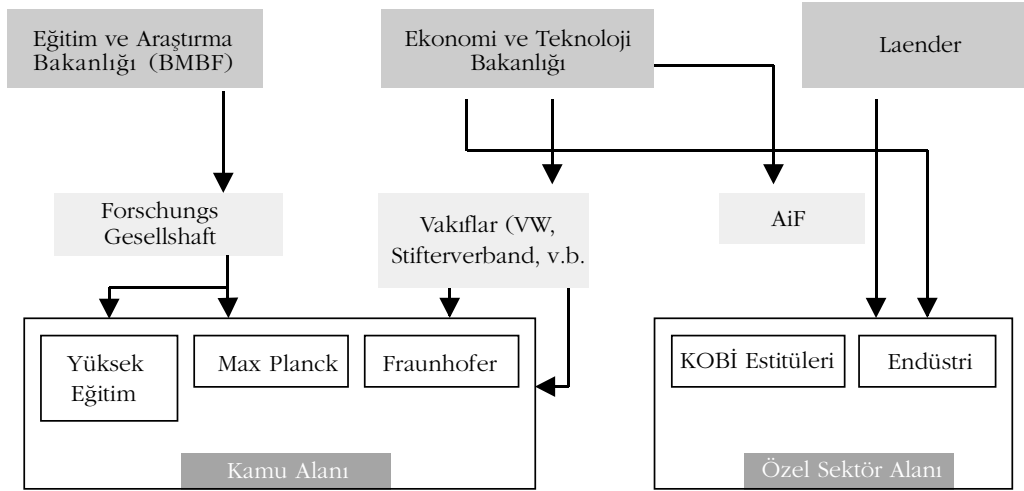 Eğitim ve Araştırma
Bakanlığı (BMBF)
Ekonomi ve Teknoloji
Bakanlığı
Laender
Forschungs
Gesellshaft
Vakıflar (VW,
Stifterverband, v.b.
AiF
Yüksek
Eğitim
Max Planck
Fraunhofer
KOBİ Estitüleri
Endüstri
Kamu Alanı
Özel Sektör Alanı